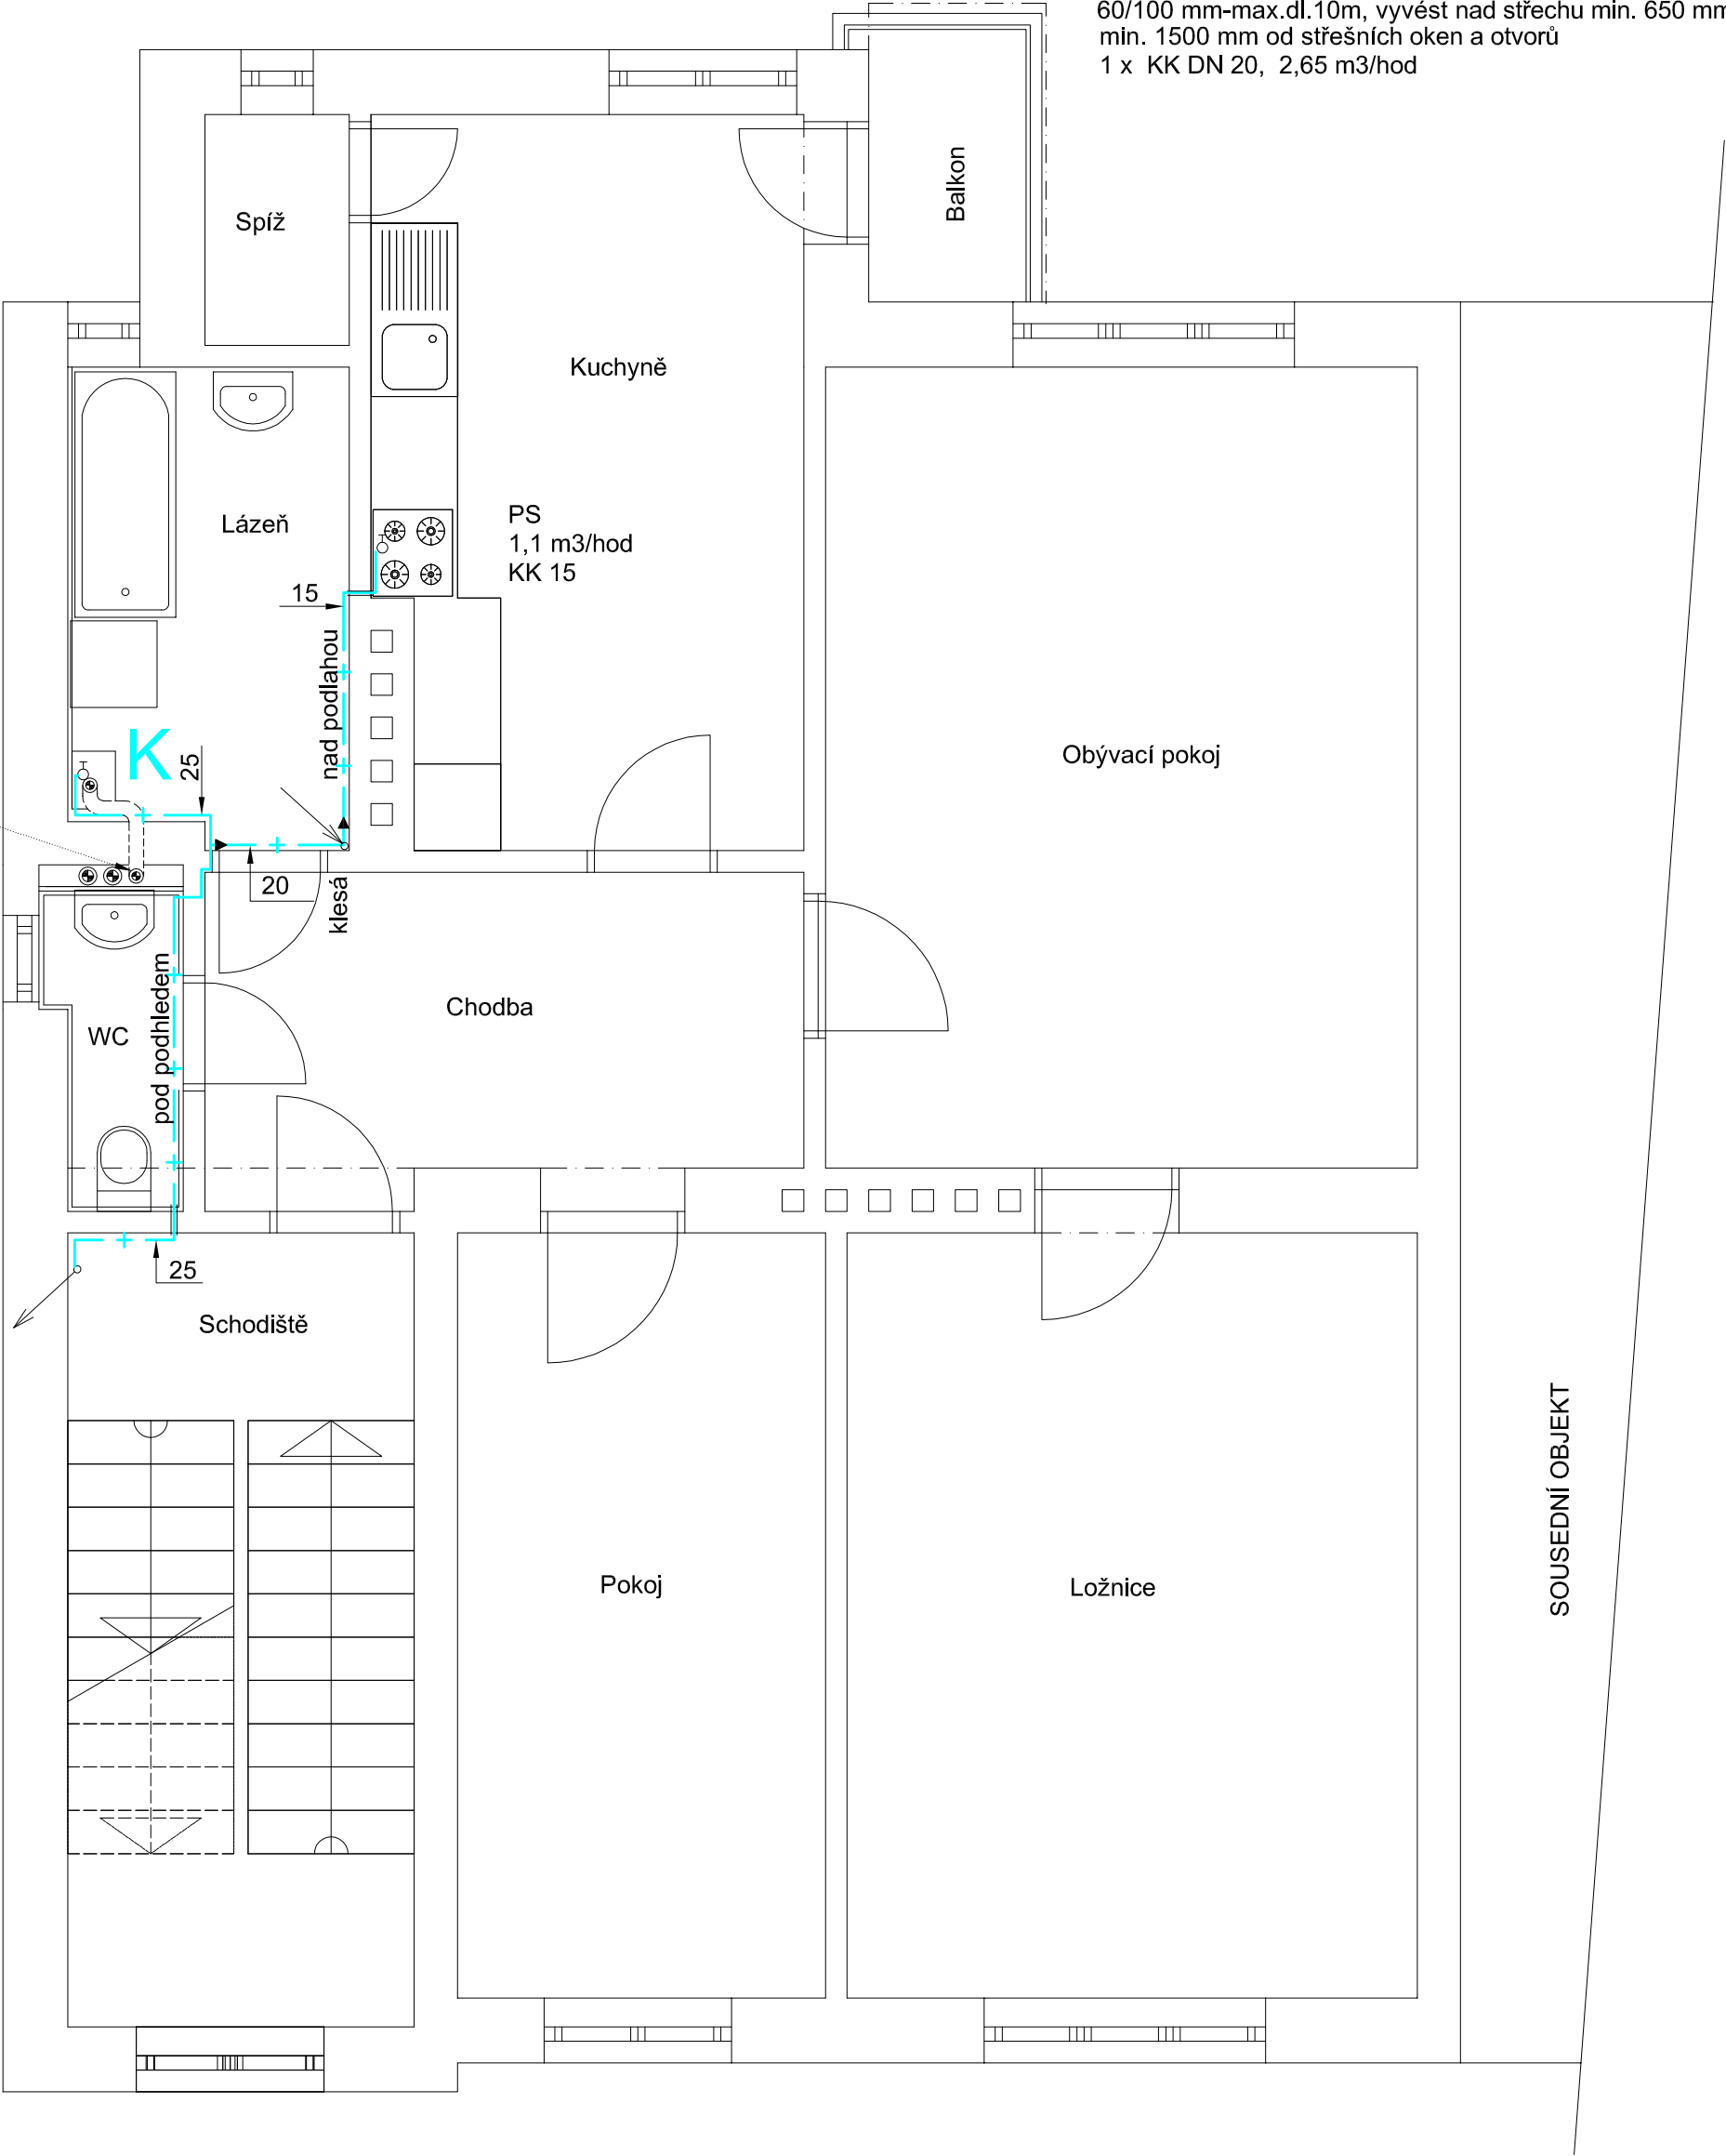 60/100 mm-max.dl.10m, vyvést nad střechu min. 650 mm
min. 1500 mm od střešních oken a otvorů
1 x KK DN 20, 2,65 m3/hod
Balkon
Spíž
Kuchyně
Lázeň
PS
1,1 m3/hod
KK 15
15
nad podlahou
K
25
Obývací pokoj
20
klesá
pod podhledem
Chodba
WC
25
Schodiště
SOUSEDNÍ OBJEKT
Pokoj
Ložnice